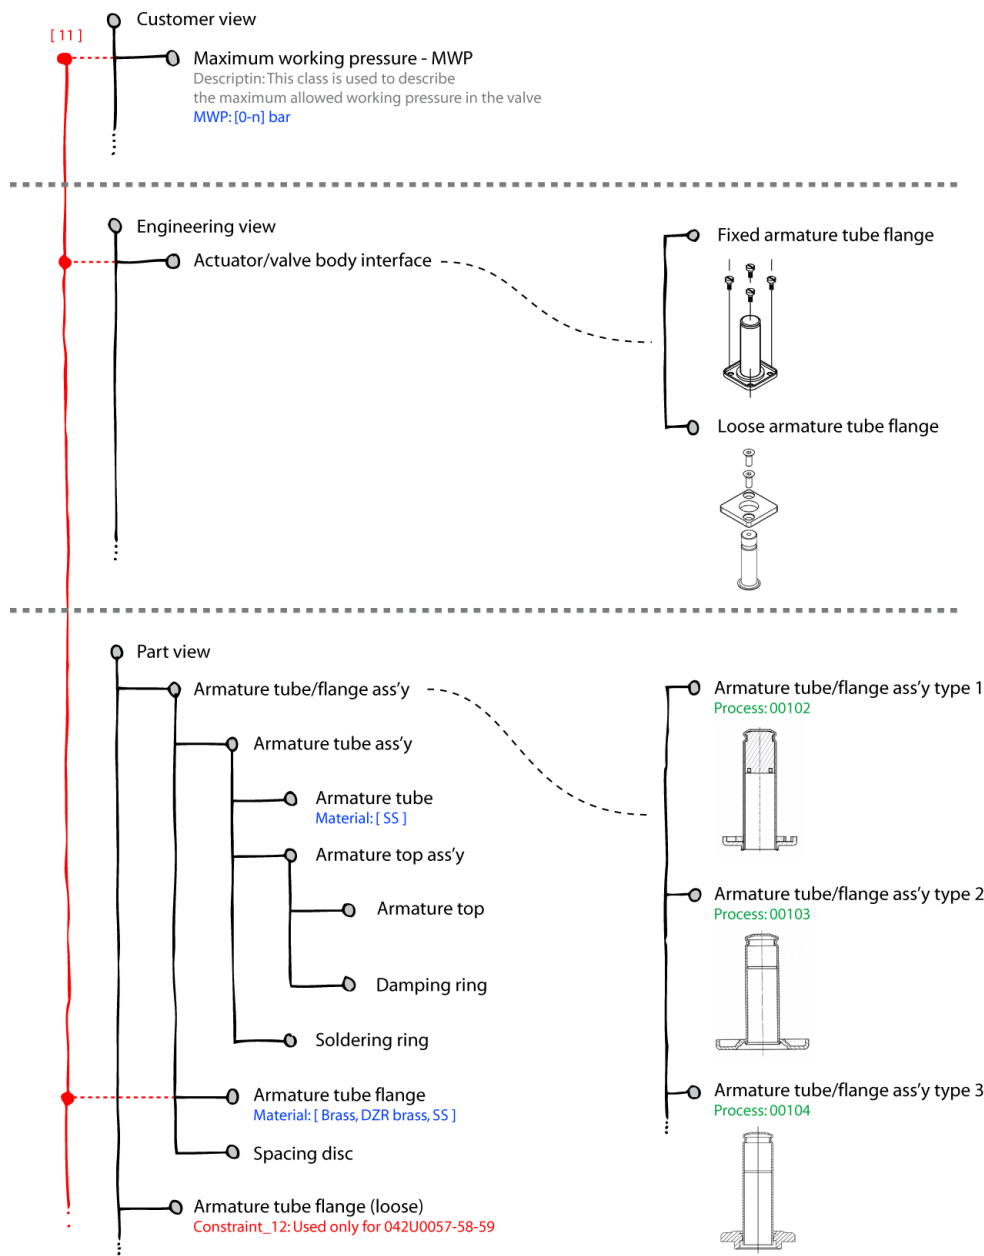 Customer view
[ 11 ]
Maximum working pressure - MWP
Descriptin: This class is used to describe
the maximum allowed working pressure in the valve
MWP: [0-n] bar
Engineering view
Actuator/valve body interface
Fixed armature tube flange
Loose armature tube flange
Part view
Armature tube/flange ass'y
Armature tube ass'y
Armature tube
Material: [ SS ]
Armature top ass'y
Armature top
Damping ring
Soldering ring
Armature tube flange
Material: [ Brass, DZR brass, SS ]
Spacing disc
Armature tube flange (loose)
Constraint_12: Used only for 042U0057-58-59
Armature tube/flange ass'y type 1
Process: 00102
Armature tube/flange ass'y type 2
Process: 00103
Armature tube/flange ass'y type 3
Process: 00104